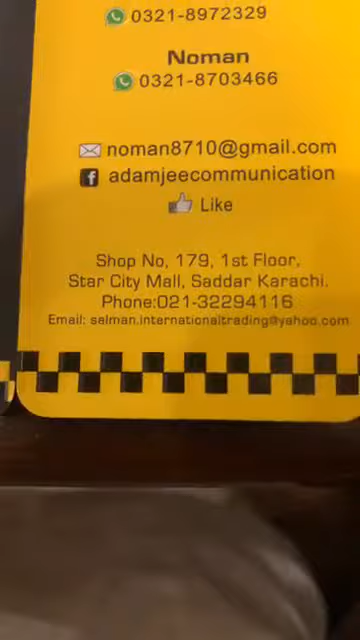 0321-8972329
Noman
0321-8703466
noman8710@gmail.com
adamjeecommunication
Like
Shop No, 179, 1st Floor,
Star City Mall, Saddar Karachi.
Phone:021-32294116
Email: salman.internationaltrading@yahoo.com